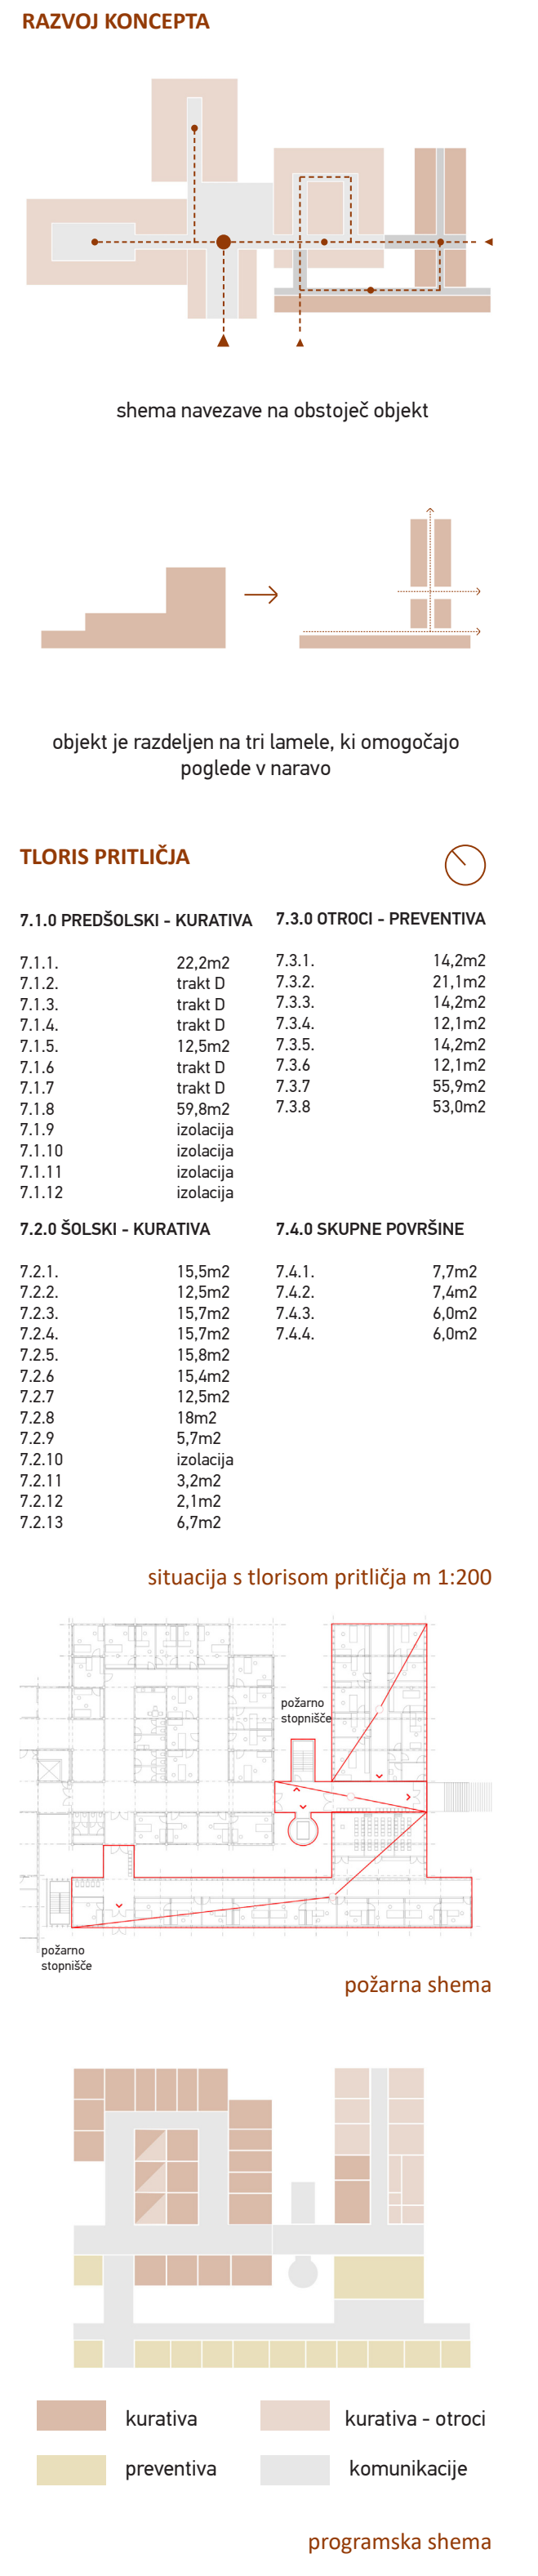 RAZVOJ KONCEPTA
shema navezave na obstoječ objekt
objekt je razdeljen na tri lamele, ki omogočajo
poglede v naravo
TLORIS PRITLIČJA
7.1.0 PREDŠOLSKI - KURATIVA
7.1.1. 22,2m2
7.1.2. trakt D
7.1.3. trakt D
7.1.4. trakt D
7.1.5. 12,5m2
7.1.6 trakt D
7.1.7 trakt D
7.1.8 59,8m2
7.1.9 izolacija
7.1.10 izolacija
7.1.11 izolacija
7.1.12 izolacija
7.3.0 OTROCI - PREVENTIVA
7.3.1. 14,2m2
7.3.2. 21,1m2
7.3.3. 14,2m2
7.3.4. 12,1m2
7.3.5. 14,2m2
7.3.6 12,1m2
7.3.7 55,9m2
7.3.8 53,0m2
7.2.0 ŠOLSKI - KURATIVA
7.2.1. 15,5m2
7.2.2. 12,5m2
7.2.3. 15,7m2
7.2.4. 15,7m2
7.2.5. 15,8m2
7.2.6 15,4m2
7.2.7 12,5m2
7.2.8 18m2
7.2.9 5,7m2
7.2.10 izolacija
7.2.11 3,2m2
7.2.12 2,1m2
7.2.13 6,7m2
7.4.0 SKUPNE POVRŠINE
7.4.1. 7,7m2
7.4.2. 7,4m2
7.4.3. 6,0m2
7.4.4. 6,0m2
situacija s tlorisom pritličja m 1:200
požarno
stopnišče
požarno
stopnišče
požarna shema
kurativa
kurativa - otroci
preventiva
komunikacije
programska shema